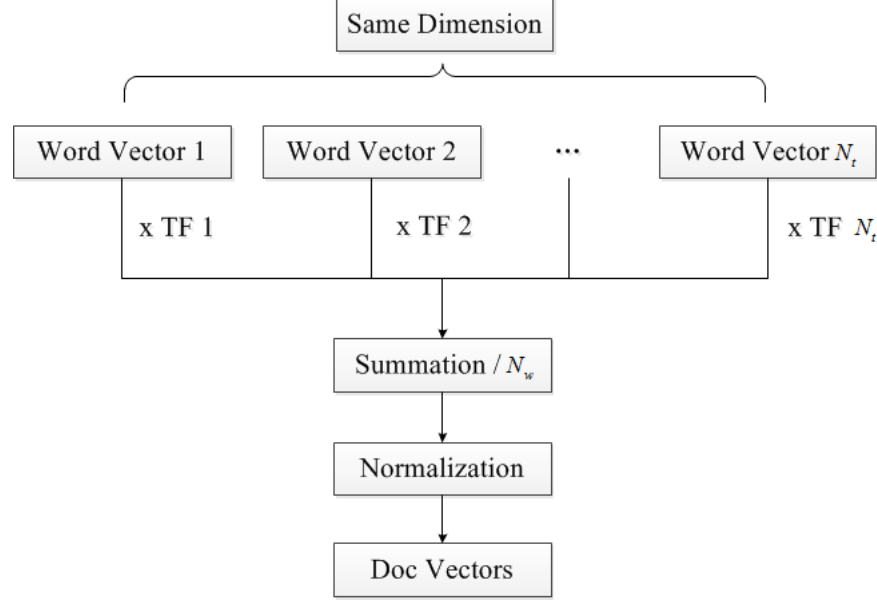 Same Dimension
Word Vector 1 Word Vector 2 ... Word Vector Nt
x TF 1 x TF 2 x TF Nt
Summation / Nw
Normalization
Doc Vectors